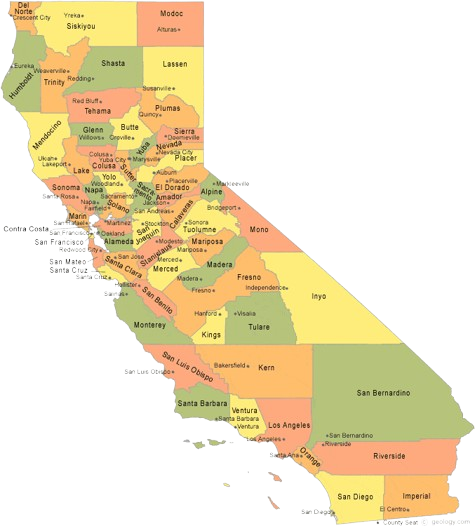 Del
Norte
Crescent City
Yreka
Siskiyou
Modoc
Alturas
Eureka
Humboldt
Weaverville
Trinity
Shasta
Redding
Lassen
Susanville
Red Bluff
Tehama
Plumas
Quincy
Mendocino
Glenn
Willows
Butte
Oroville
Sierra
Downieville
Nevada
Nevada City
Yuba
Marysville
Placer
Auburn
Ukiah
Lakeport
Lake
Colusa
Colusa
Yuba City
Sutter
Yolo
Woodland
El Dorado
Placerville
Sonoma
Santa Rosa
Napa
Napa
Sacra-
mento
Sacramento
Amador
Jackson
Alpine
Markleeville
Solano
Fairfield
San Andreas
Calaveras
Bridgeport
Mono
Marin
San Rafael
Martinez
Contra Costa
San Francisco
Oakland
Stockton
San
Joaquin
Sonora
Tuolumne
San Francisco
Alameda
Redwood City
San Mateo
Santa Cruz
Santa Cruz
San Jose
Santa Clara
Modesto
Stanislaus
Mariposa
Mariposa
Merced
Merced
Madera
Madera
Hollister
San Benito
Salinas
Monterey
Fresno
Fresno
Independence
Inyo
Hanford
Kings
Visalia
Tulare
San Luis Obispo
San Luis Obispo
Bakersfield
Kern
San Bernardino
Santa Barbara
Santa Barbara
Ventura
Ventura
Los Angeles
Los Angeles
San Bernardino
Riverside
Santa Ana
Orange
Riverside
San Diego
San Diego
Imperial
El Centro
County Seat
© geology.com